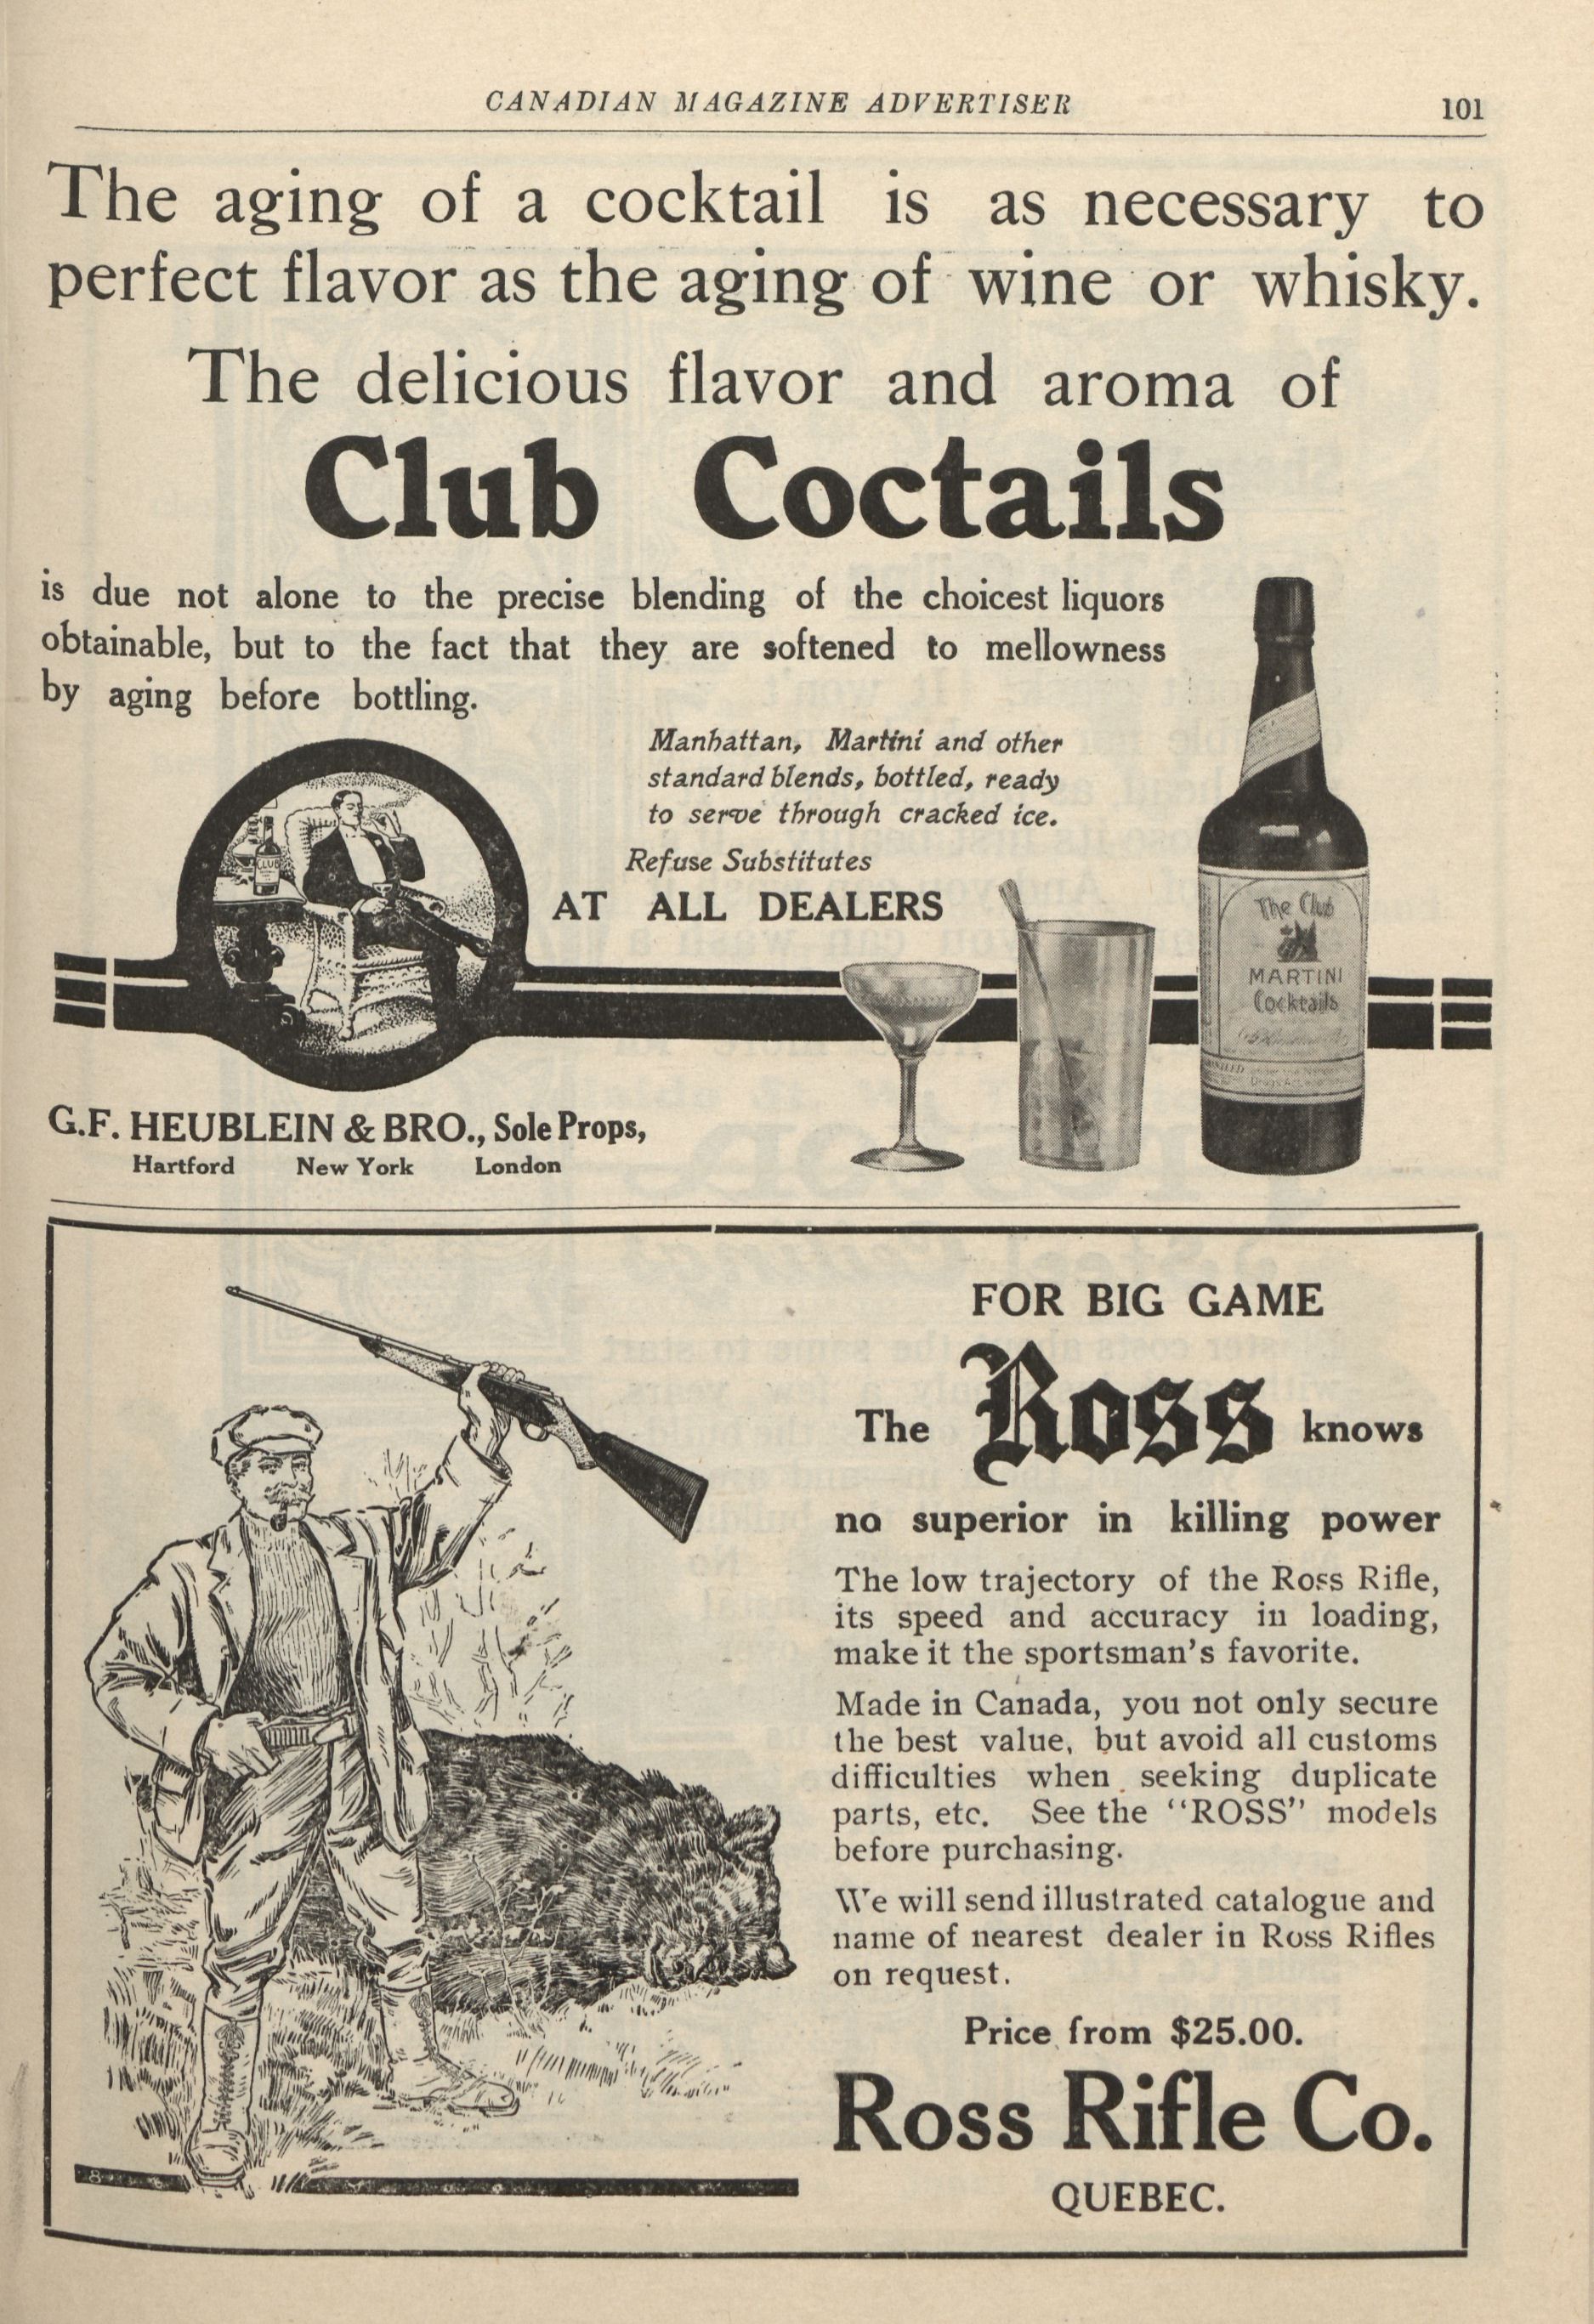 CANADIAN MAGAZINE ADVERTISER 101
The aging of a cocktail is as necessary to
perfect flavor as the aging of wine or whisky.
The delicious flavor and aroma of
Club Coctails
is due not alone to the precise blending of the choicest liquors
obtainable, but to the fact that they are softened to mellowness
by aging before bottling.
Manhattan, Martini and other
standard blends, bottled, ready
to serve through cracked ice.
Refuse Substitutes
AT ALL DEALERS
CLUB
The Club
MARTINI
Cocktails
G.F. HEUBLEIN & BRO., Sole Props,
Hartford New York London
FOR BIG GAME
The Ross knows
no superior in killing power
The low trajectory of the Ross Rifle,
its speed and accuracy in loading,
make it the sportsman's favorite.
Made in Canada, you not only secure
the best value, but avoid all customs
difficulties when seeking duplicate
parts, etc. See the "ROSS" models
before purchasing.
We will send illustrated catalogue and
name of nearest dealer in Ross Rifles
on request.
Price from $25.00.
Ross Rifle Co.
QUEBEC.
8